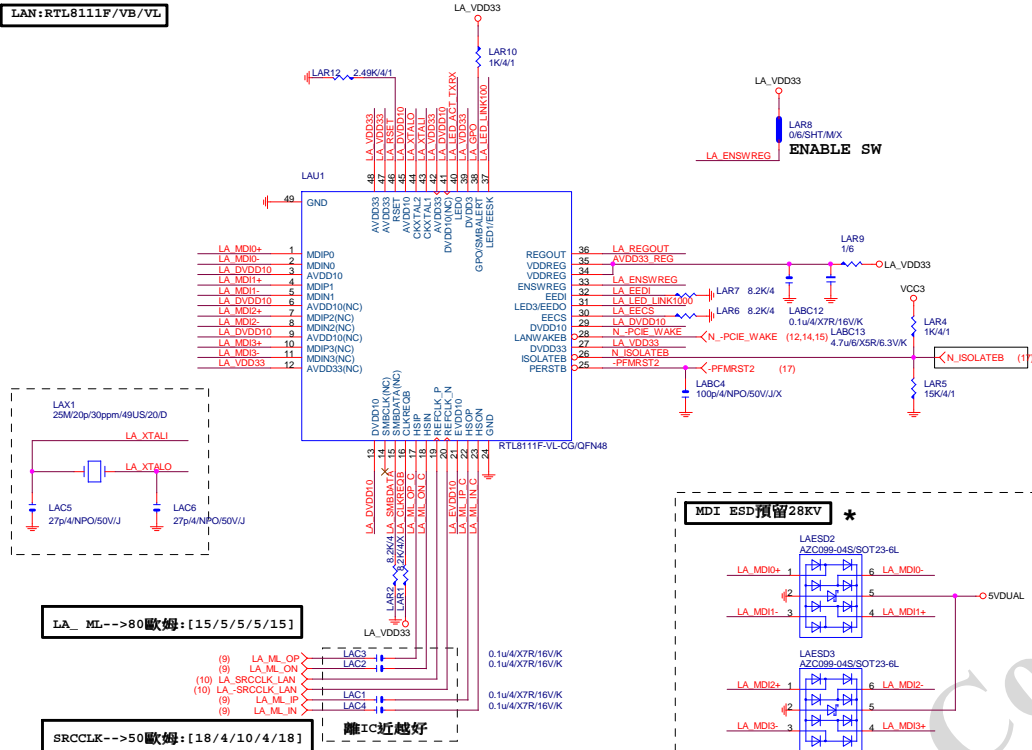 LAN:RTL8111F/VB/VL
LA_VDD33
LAR10
1K/4/1
LAR12 2.49K/4/1
LA_VDD33
LA_VDD33
LA_RSET
LA_DVDD10
LA_XTALO
LA_XTALI
LA_VDD33
LA_DVDD10
LA_LED_ACT_TXRX
LA_VDD33
LA_GPO
LA_LED_LINK100
48 47 46 45 44 43 42 41 40 39 38 37
LA_VDD33
LAR8
0/6/SHT/M/X
ENABLE SW
LA_ENSWREG
LAU1
49 GND
AVDD33
AVDD33
RSET
AVDD10
CKXTAL2
CKXTAL1
AVDD33
DVDD10(NC)
LED0
DVDD3
GPO/SMBALERT
LED1/EESK
LA_MDI0+ 1 MDIP0
LA_MDI0- 2 MDIN0
LA_DVDD10 3 AVDD10
LA_MDI1+ 4 MDIP1
LA_MDI1- 5 MDIN1
LA_DVDD10 6 AVDD10(NC)
LA_MDI2+ 7 MDIP2(NC)
LA_MDI2- 8 MDIN2(NC)
LA_DVDD10 9 AVDD10(NC)
LA_MDI3+ 10 MDIP3(NC)
LA_MDI3- 11 MDIN3(NC)
LA_VDD33 12 AVDD33(NC)
REGOUT 36 LA_REGOUT
VDDREG 35 AVDD33_REG
VDDREG 34
ENSWREG 33 LA_ENSWREG
EEDI 32 LA_EEDI
LED3/EEDO 31 LA_LED_LINK1000
EECS 30 LA_EECS
DVDD10 29 LA_DVDD10
LANWAKEB 28 N_-PCIE_WAKE
DVDD33 27 LA_VDD33
ISOLATEB 26 N_ISOLATEB
PERSTB 25 -PFMRST2
LAR9
1/6
LA_VDD33
LAR7 8.2K/4
LAR6 8.2K/4
LABC12
0.1u/4/X7R/16V/K
LABC13
4.7u/6/X5R/6.3V/K
N_-PCIE_WAKE (12,14,15)
VCC3
LAR4
1K/4/1
N_ISOLATEB (17
LAR5
15K/4/1
-PFMRST2 (17)
LABC4
100p/4/NPO/50V/J/X
DVDD10
SMBCLK(NC)
SMBDATA(NC)
CLKREQB
HSIP
HSIN
REFCLK_P
REFCLK_N
EVDD10
HSOP
HSON
GND
RTL8111F-VL-CG/QFN48
13 14 15 16 17 18 19 20 21 22 23 24
LA_DVDD10
LA_SMBDATA
LA_CLKREQB
LA_ML_OP_C
LA_ML_ON_C
LA_EVDD10
LA_ML_IP_C
LA_ML_IN_C
LAR2 8.2K/4
LAR1 8.2K/4/X
LA_VDD33
LAX1
25M/20p/30ppm/49US/20/D
LA_XTALI
LA_XTALO
LAC5
27p/4/NPO/50V/J
LAC6
27p/4/NPO/50V/J
LA_ ML-->80歐姆:[15/5/5/5/15]
(9) LA_ML_OP LAC3 0.1u/4/X7R/16V/K
(9) LA_ML_ON LAC2 0.1u/4/X7R/16V/K
(10) LA_SRCCLK_LAN
(10) LA_-SRCCLK_LAN
(9) LA_ML_IP LAC1 0.1u/4/X7R/16V/K
(9) LA_ML_IN LAC4 0.1u/4/X7R/16V/K
離IC近越好
SRCCLK-->50歐姆:[18/4/10/4/18]
MDI ESD預留28KV *
LAESD2
AZC099-04S/SOT23-6L
LA_MDI0+ 1 6 LA_MDI0-
2 5 5VDUAL
LA_MDI1- 3 4 LA_MDI1+
LAESD3
AZC099-04S/SOT23-6L
LA_MDI2+ 1 6 LA_MDI2-
2 5
LA_MDI3- 3 4 LA_MDI3+